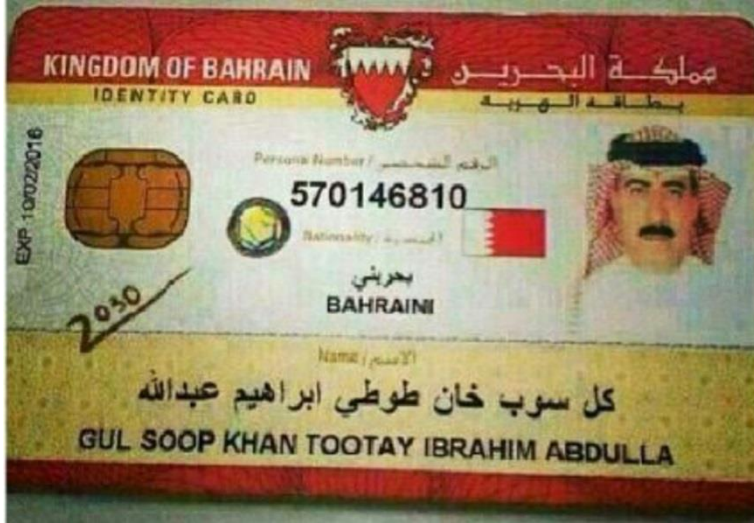 KINGDOM OF BAHRAIN مملكة البحرين
IDENTITY CARD بطاقة الهوية
EXP 10/02/2016
Personal Number / الرقم الشخصي
570146810
Nationality / الجنسية
بحريني
BAHRAINI
2030
Name / الاسم
كل سوب خان طوطي ابراهيم عبدالله
GUL SOOP KHAN TOOTAY IBRAHIM ABDULLA